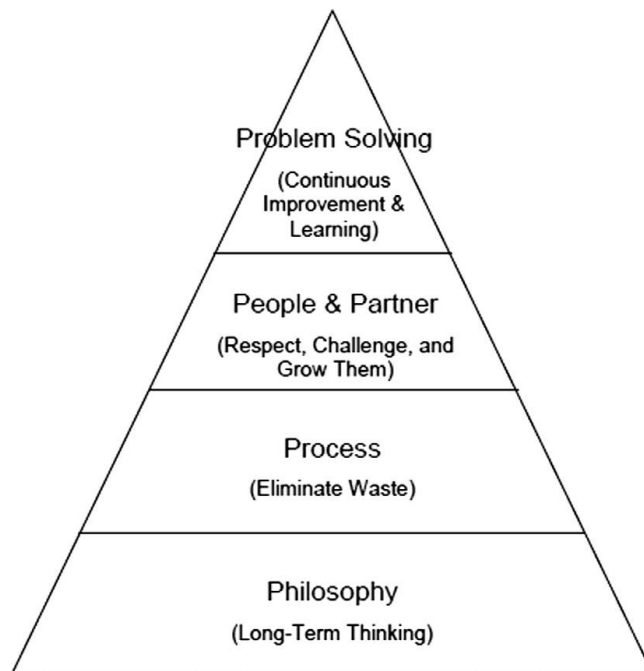 Problem Solving
(Continuous
Improvement &
Learning)
People & Partner
(Respect, Challenge, and
Grow Them)
Process
(Eliminate Waste)
Philosophy
(Long-Term Thinking)